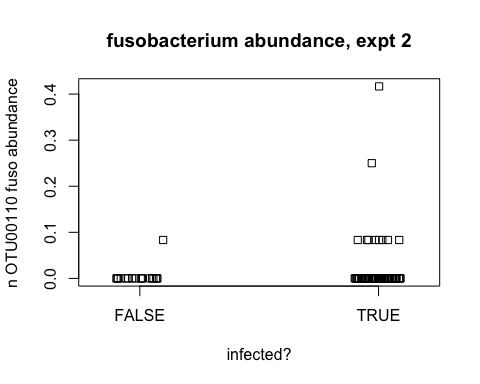 fusobacterium abundance, expt 2
n OTU00110 fuso abundance
0.4
0.3
0.2
0.1
0.0
FALSE
TRUE
infected?